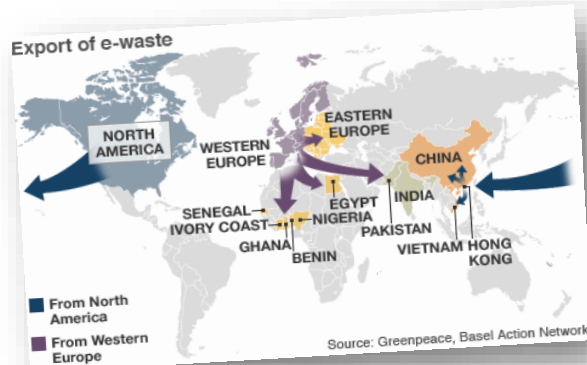 Export of e-waste
NORTH
AMERICA
WESTERN
EUROPE
EASTERN
EUROPE
CHINA
EGYPT
INDIA
SENEGAL
IVORY COAST
NIGERIA
GHANA
BENIN
PAKISTAN
VIETNAM
HONG
KONG
From North
America
From Western
Europe
Source: Greenpeace, Basel Action Network